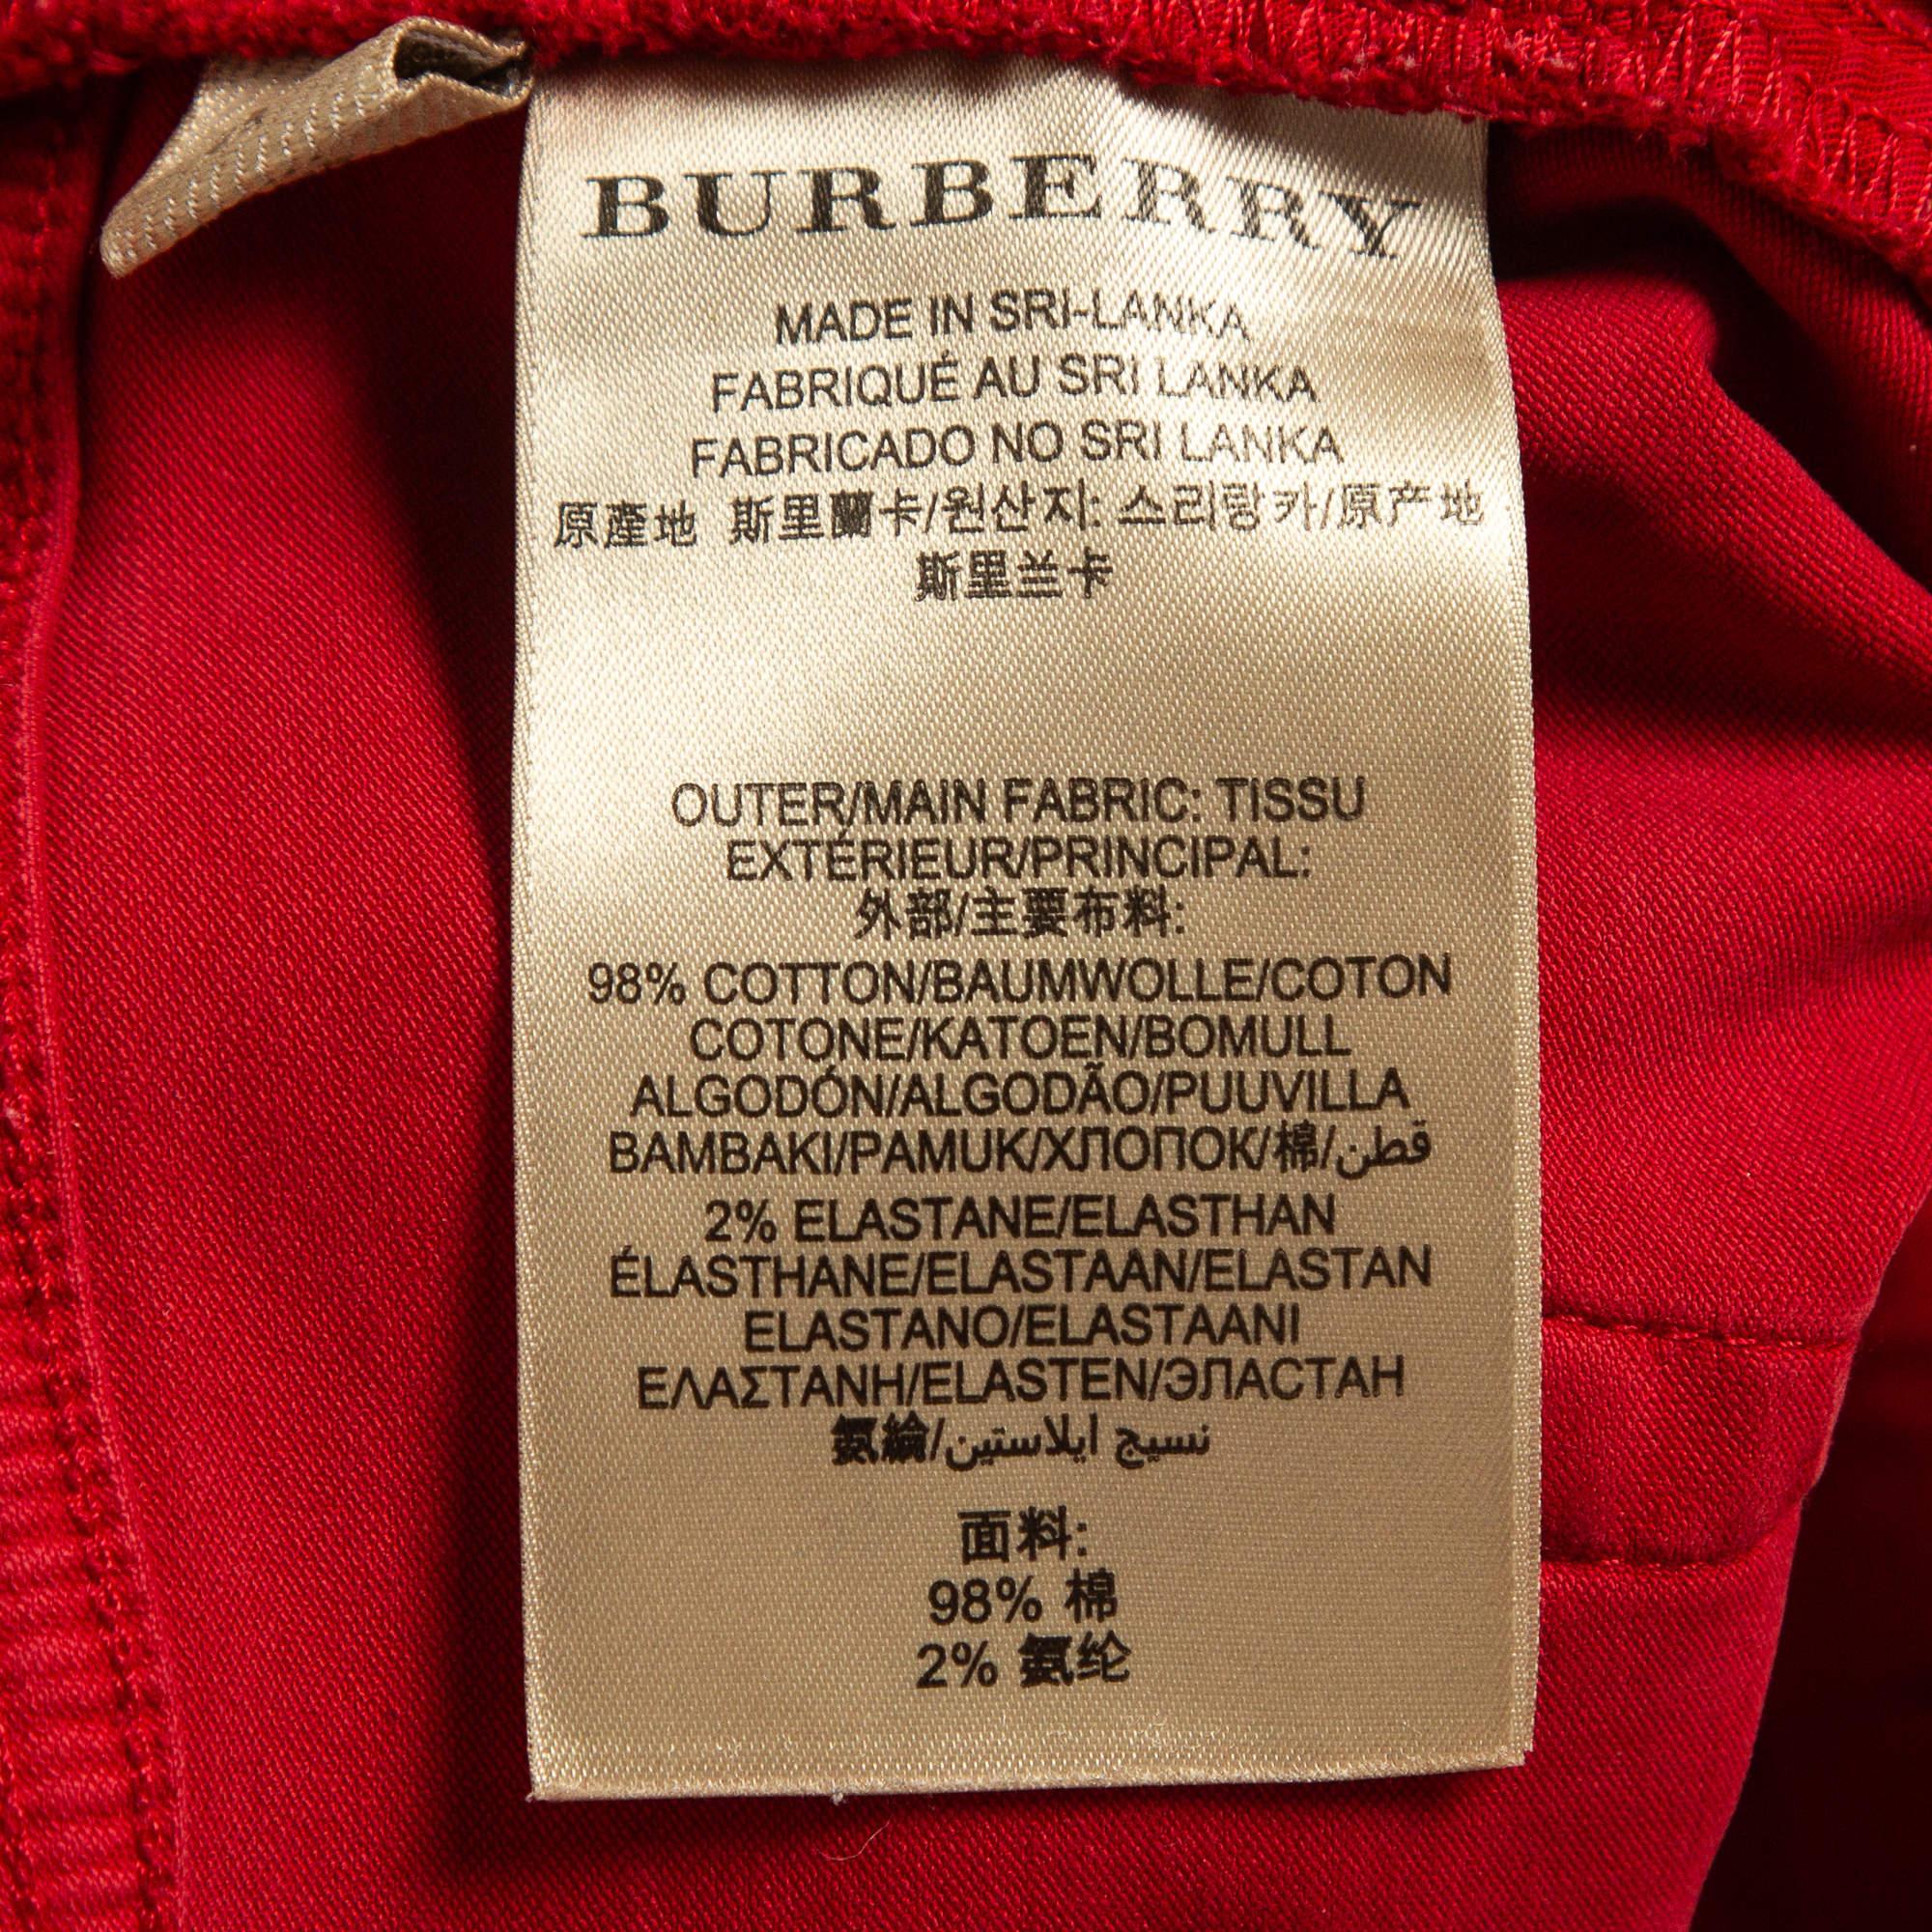 BURBERRY
MADE IN SRI-LANKA
FABRIQUÉ AU SRI LANKA
FABRICADO NO SRI LANKA
原產地 斯里蘭卡/원산지: 스리랑카/原产地
斯里兰卡
OUTER/MAIN FABRIC: TISSU
EXTÉRIEUR/PRINCIPAL:
外部/主要布料:
98% COTTON/BAUMWOLLE/COTON
COTONE/KATOEN/BOMULL
ALGODÓN/ALGODÃO/PUUVILLA
BAMBAKI/PAMUK/ХЛОПОК/棉/قطن
2% ELASTANE/ELASTHAN
ÉLASTHANE/ELASTAAN/ELASTAN
ELASTANO/ELASTAANI
ΕΛΑΣΤΑΝΗ/ELASTEN/ЭЛАСТАН
氨綸/نسيج ايلاستين
面料:
98% 棉
2% 氨纶